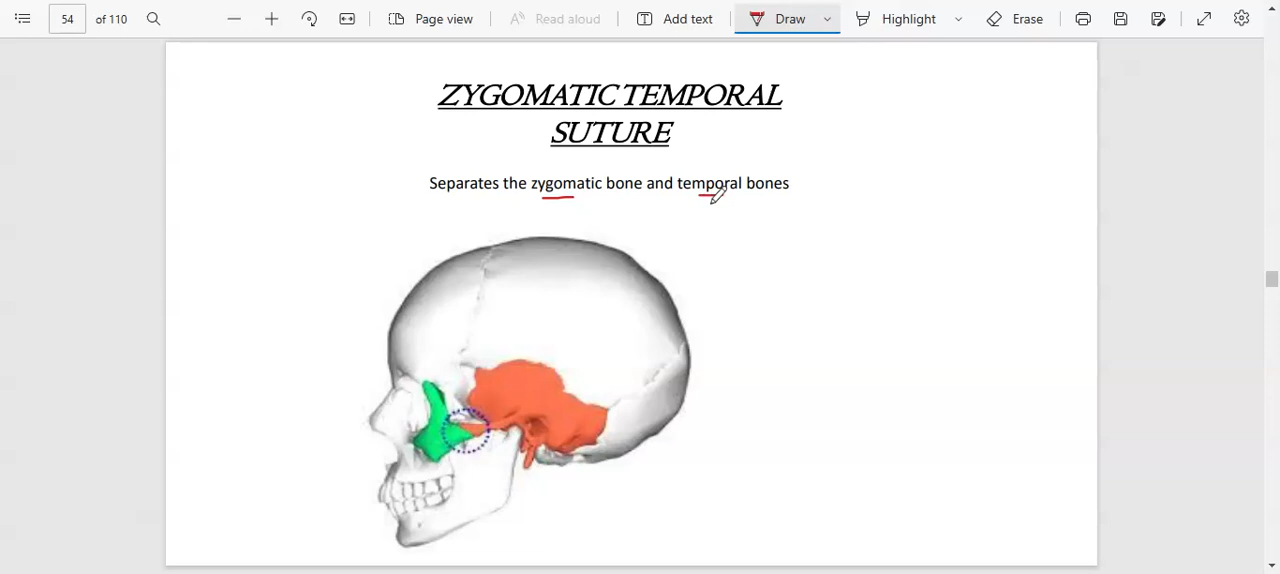 54 of 110 Page view Read aloud Add text Draw Highlight Erase
ZYGOMATIC TEMPORAL
SUTURE
Separates the zygomatic bone and temporal bones